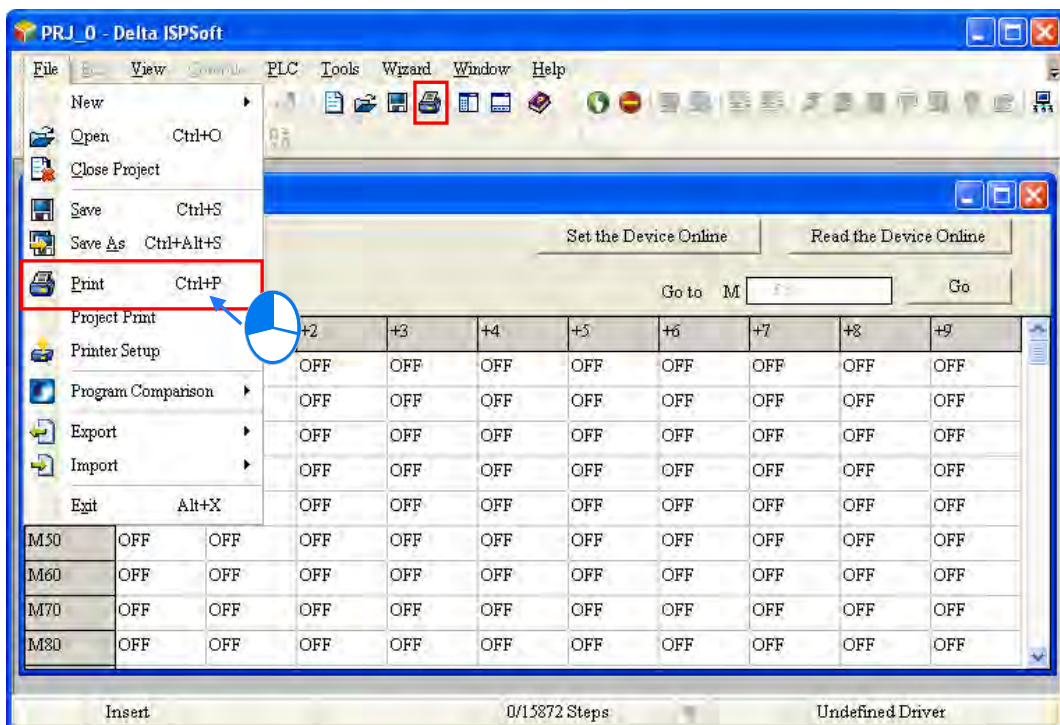 PRJ_0 - Delta ISPSoft
File View PLC Tools Wizard Window Help
New
Open Ctrl+O
Close Project
Save Ctrl+S
Save As Ctrl+Alt+S
Print Ctrl+P
Project Print
Printer Setup
Program Comparison
Export
Import
Exit Alt+X
Set the Device Online Read the Device Online
Go to M Go
+2 +3 +4 +5 +6 +7 +8 +9
OFF OFF OFF OFF OFF OFF OFF OFF
OFF OFF OFF OFF OFF OFF OFF OFF
OFF OFF OFF OFF OFF OFF OFF OFF
OFF OFF OFF OFF OFF OFF OFF OFF
OFF OFF OFF OFF OFF OFF OFF OFF
M50 OFF OFF OFF OFF OFF OFF OFF OFF OFF OFF
M60 OFF OFF OFF OFF OFF OFF OFF OFF OFF OFF
M70 OFF OFF OFF OFF OFF OFF OFF OFF OFF OFF
M80 OFF OFF OFF OFF OFF OFF OFF OFF OFF OFF
Insert 0/15872 Steps Undefined Driver